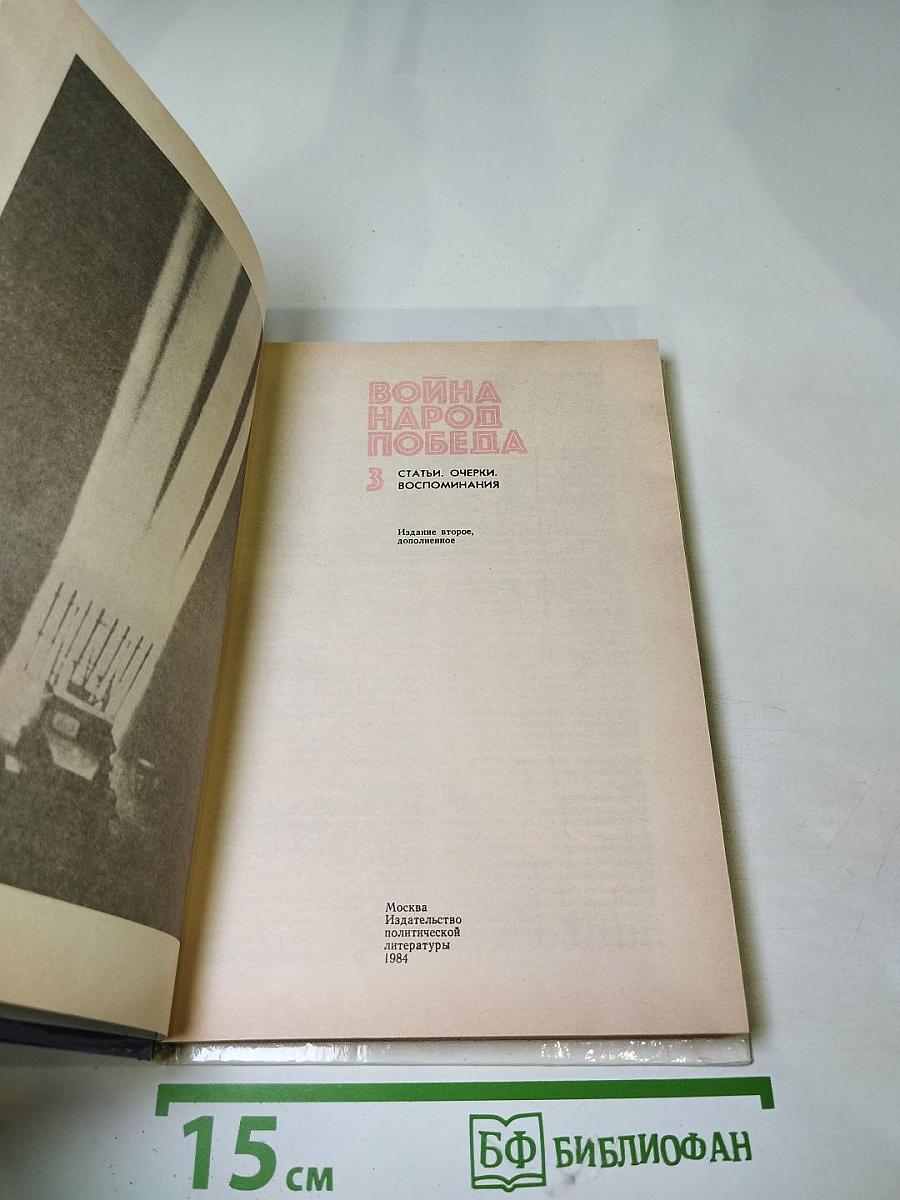 ВОЙНА
НАРОД
ПОБЕДА
3 СТАТЬИ. ОЧЕРКИ.
ВОСПОМИНАНИЯ
Издание второе,
дополненное
Москва
Издательство
политической
литературы
1984
15 см
БФ БИБЛИОФАН